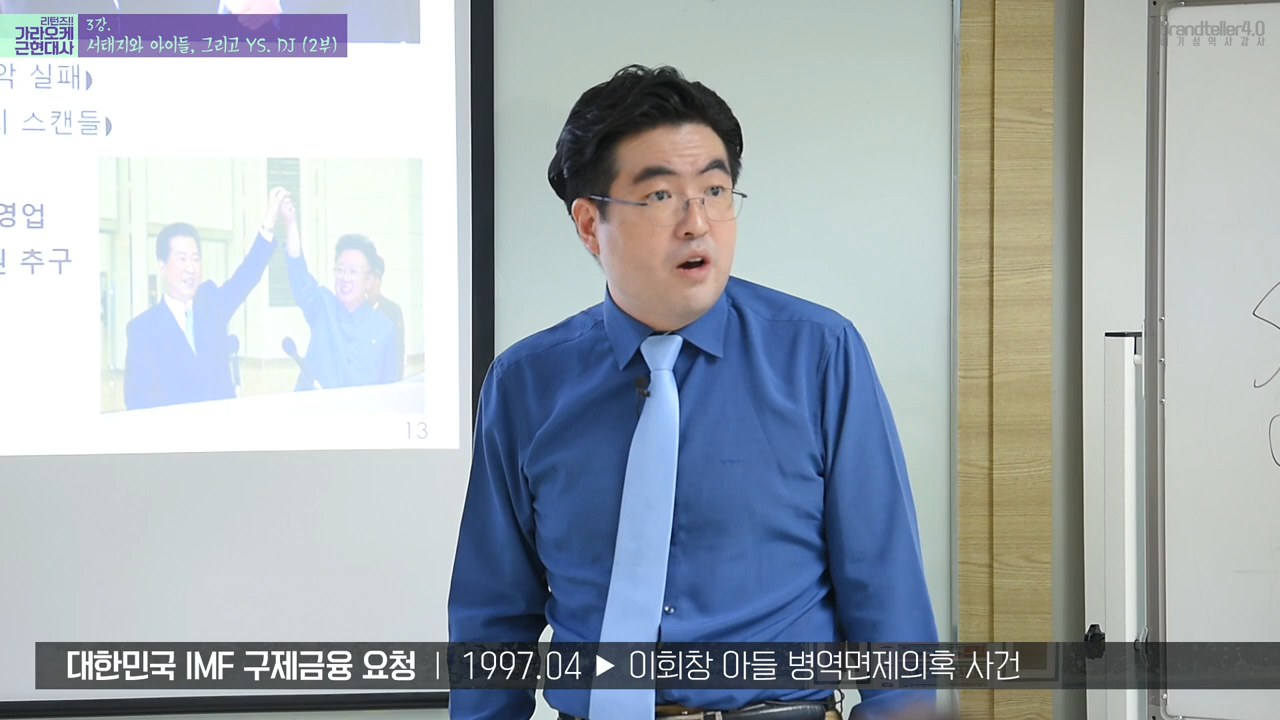 리턴즈!!
가라오케
근현대사
3강.
서태지와 아이들, 그리고 YS. DJ (2부)
Brandteller4.0
실패
스캔들
영업
추구
13
대한민국 IMF 구제금융 요청 | 1997.04 ▶ 이회창 아들 병역면제의혹 사건